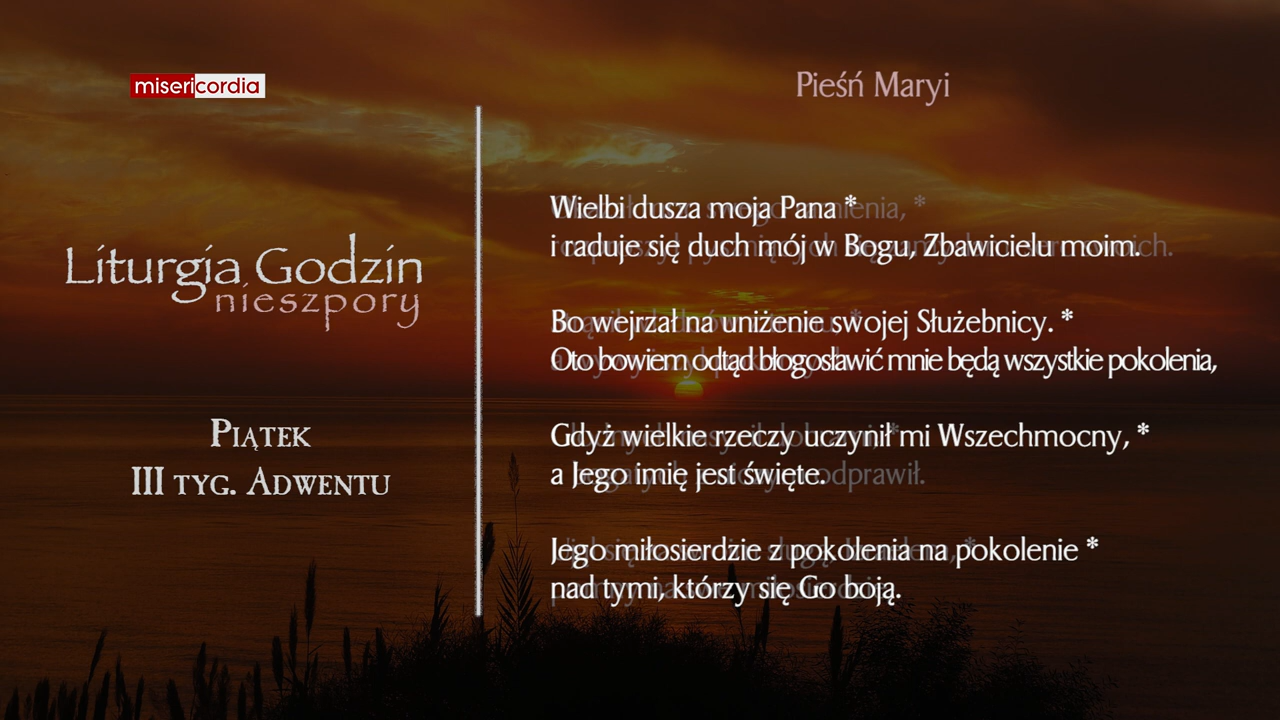 misericordia
Pieśń Maryi
Liturgia Godzin
nieszpory
Piątek
III tyg. Adwentu
Wielbi dusza moja Pana *
i raduje się duch mój w Bogu, Zbawicielu moim.
Bo wejrzał na uniżenie swojej Służebnicy. *
Oto bowiem odtąd błogosławić mnie będą wszystkie pokolenia,
Gdyż wielkie rzeczy uczynił mi Wszechmocny, *
a Jego imię jest święte.
Jego miłosierdzie z pokolenia na pokolenie *
nad tymi, którzy się Go boją.